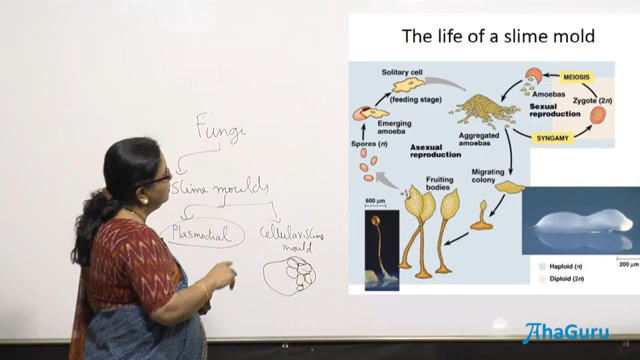 The life of a slime mold
Solitary cell
(feeding stage)
MEIOSIS
Amoebas
Sexual
reproduction
Zygote (2n)
Emerging
amoeba
Aggregated
amoebas
SYNGAMY
Spores (n)
Asexual
reproduction
Fruiting
bodies
Migrating
colony
600 µm
200 µm
Haploid (n)
Diploid (2n)
Fungi
Slime moulds
Plasmedial
Cellular slime
mould
AhaGuru